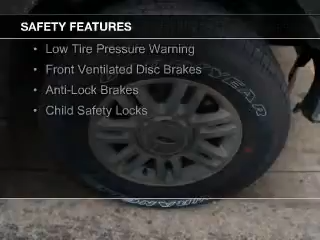 SAFETY FEATURES
• Low Tire Pressure Warning
• Front Ventilated Disc Brakes
• Anti-Lock Brakes
• Child Safety Locks